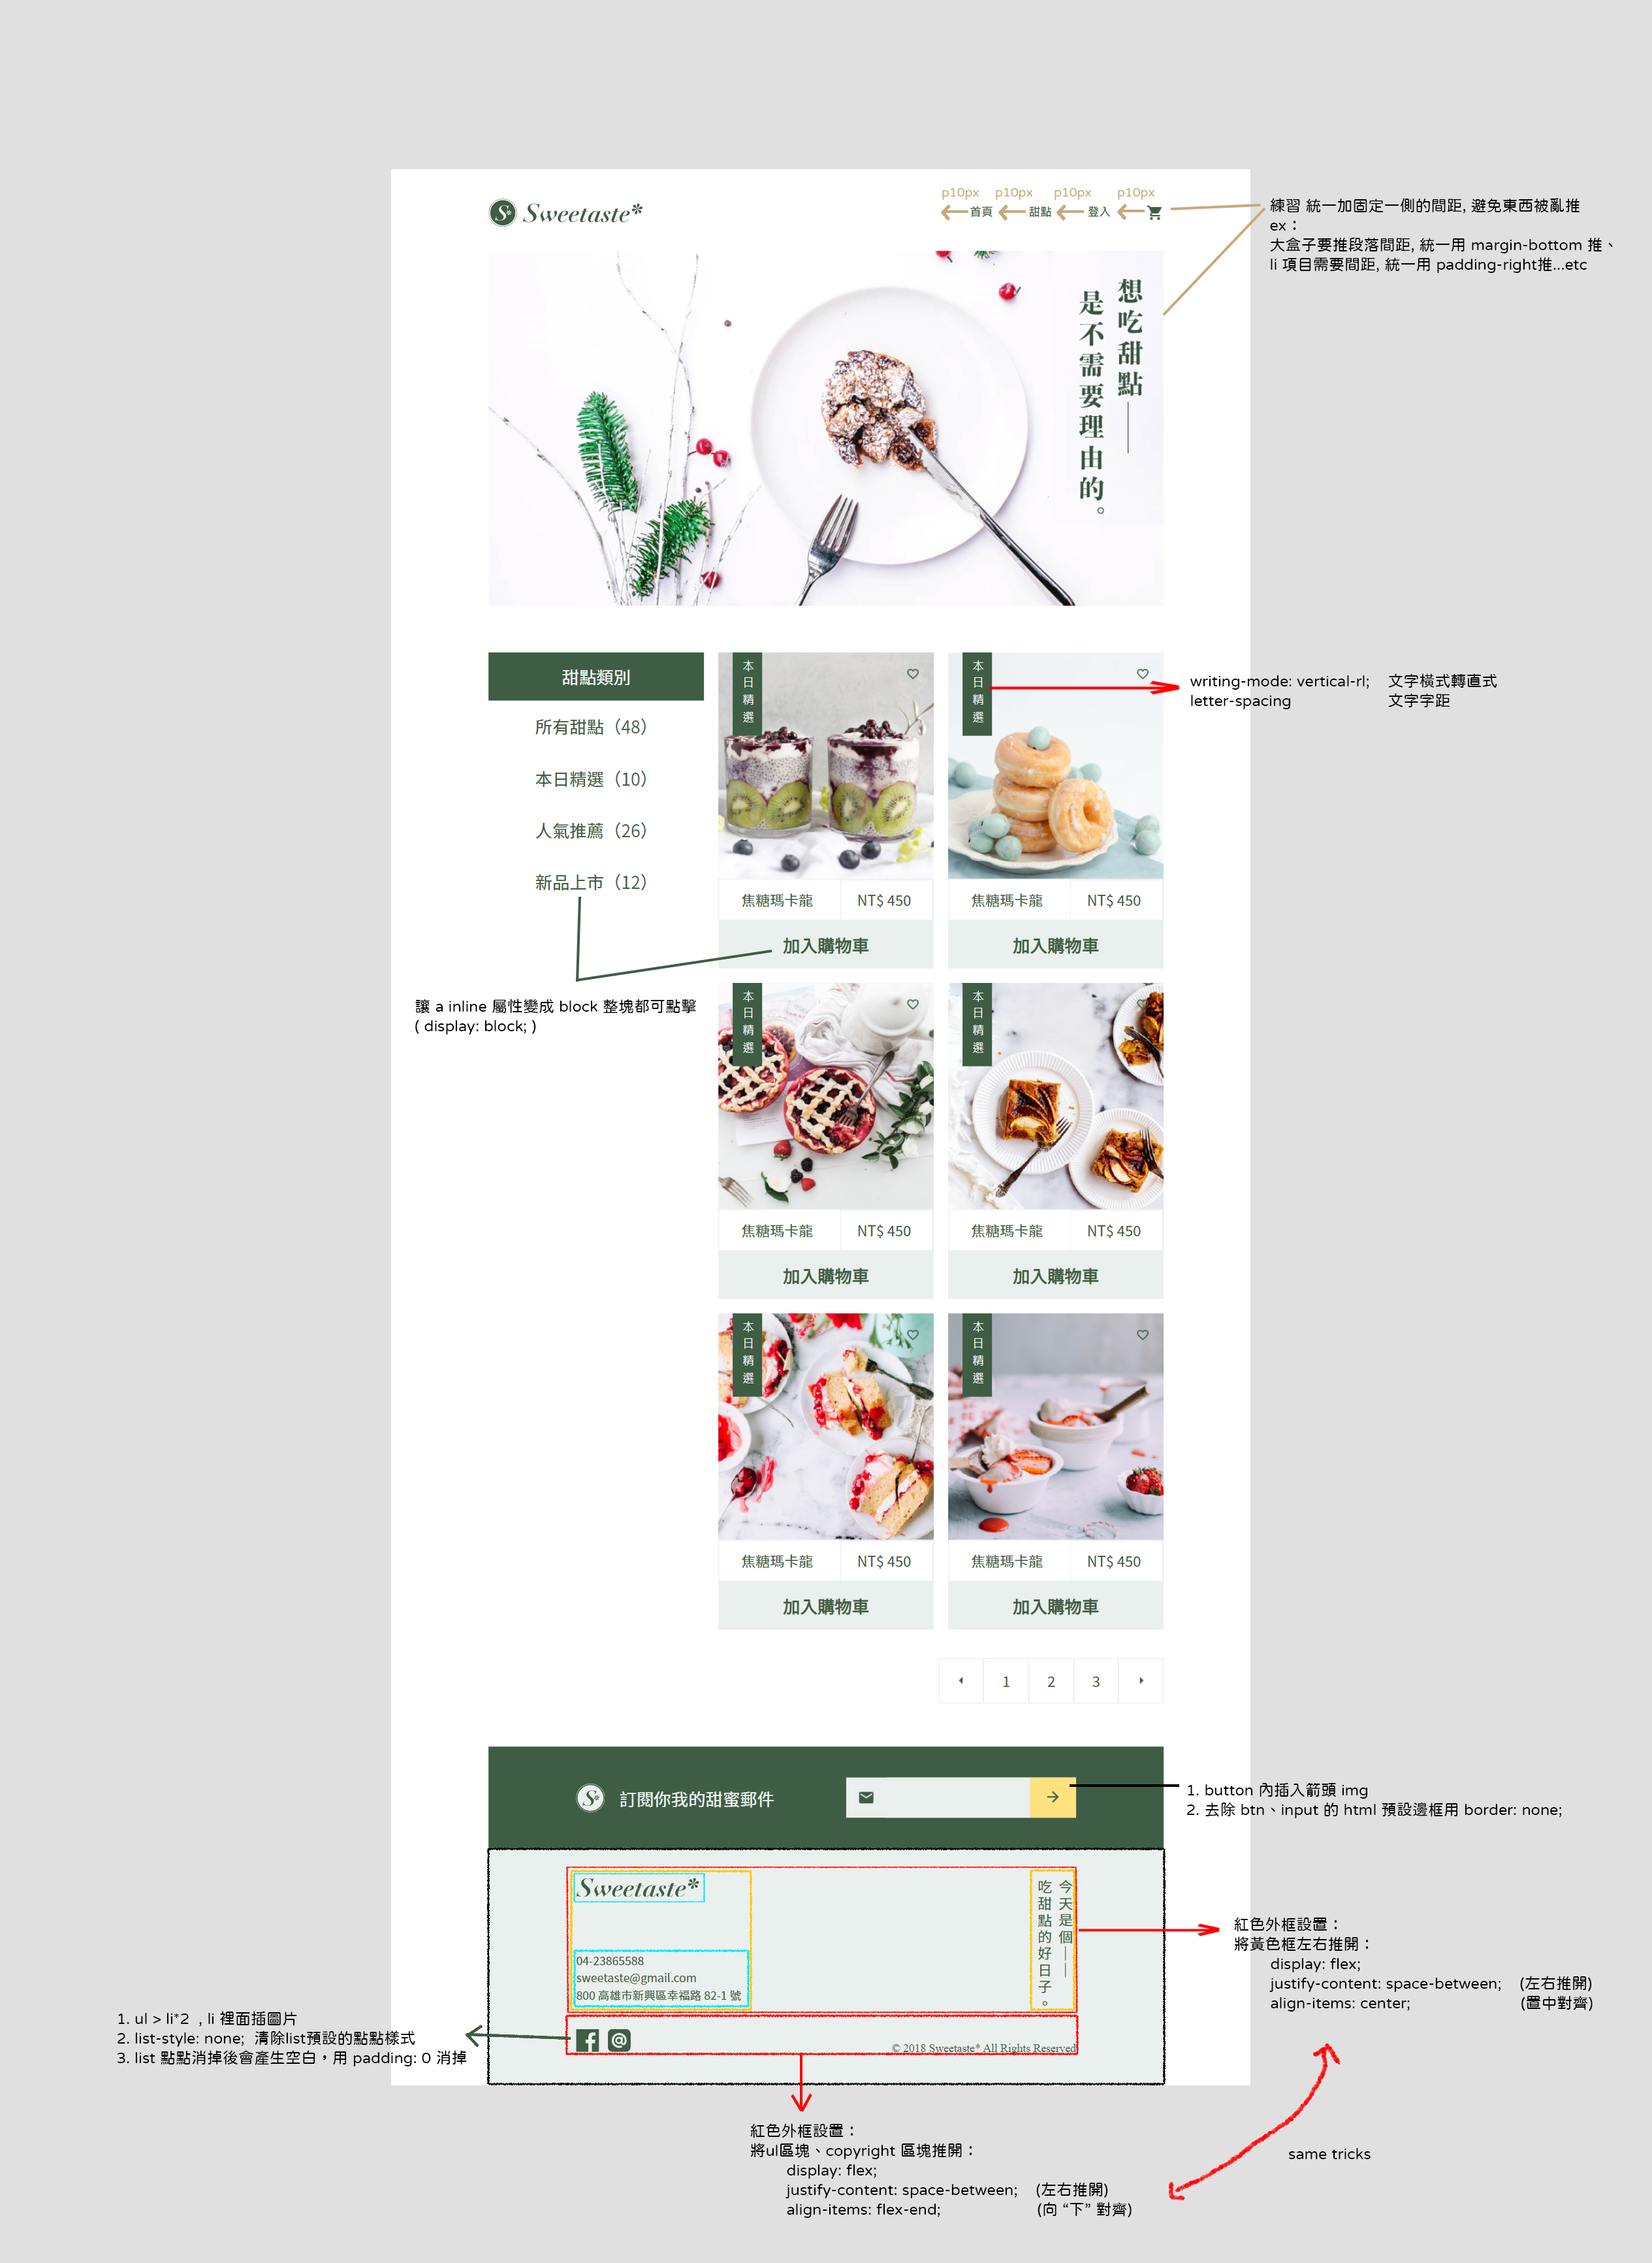 p10px p10px p10px p10px
Sweetaste*
首頁 甜點 登入
練習 統一加固定一側的間距, 避免東西被亂推
ex：
大盒子要推段落間距, 統一用 margin-bottom 推、
li 項目需要間距, 統一用 padding-right推...etc
想吃甜點——
是不需要理由的。
甜點類別
所有甜點（48）
本日精選（10）
人氣推薦（26）
新品上市（12）
本日精選
本日精選
writing-mode: vertical-rl; 文字橫式轉直式
letter-spacing 文字字距
焦糖瑪卡龍 NT$ 450
加入購物車
焦糖瑪卡龍 NT$ 450
加入購物車
讓 a inline 屬性變成 block 整塊都可點擊
( display: block; )
本日精選
本日精選
焦糖瑪卡龍 NT$ 450
加入購物車
焦糖瑪卡龍 NT$ 450
加入購物車
本日精選
本日精選
焦糖瑪卡龍 NT$ 450
加入購物車
焦糖瑪卡龍 NT$ 450
加入購物車
1 2 3
S* 訂閱你我的甜蜜郵件
1. button 內插入箭頭 img
2. 去除 btn、input 的 html 預設邊框用 border: none;
Sweetaste*
04-23865588
sweetaste@gmail.com
800 高雄市新興區幸福路 82-1 號
今天是個——
吃甜點的好日子。
紅色外框設置：
將黃色框左右推開：
display: flex;
justify-content: space-between; (左右推開)
align-items: center; (置中對齊)
1. ul > li*2 , li 裡面插圖片
2. list-style: none; 清除list預設的點點樣式
3. list 點點消掉後會產生空白，用 padding: 0 消掉
© 2018 Sweetaste* All Rights Reserved
紅色外框設置：
將ul區塊、copyright 區塊推開：
display: flex;
justify-content: space-between; (左右推開)
align-items: flex-end; (向 “下” 對齊)
same tricks